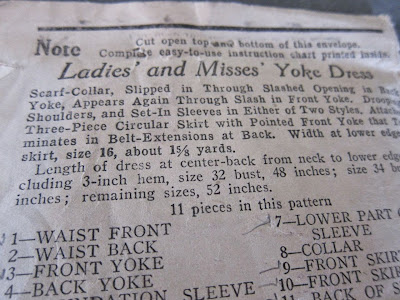 Note
Cut open top and bottom of this envelope.
Complete easy-to-use instruction chart printed inside.
Ladies' and Misses' Yoke Dress
Scarf-Collar, Slipped in Through Slashed Opening in Back
Yoke, Appears Again Through Slash in Front Yoke. Drooping
Shoulders, and Set-In Sleeves in Either of Two Styles.
Three-Piece Circular Skirt with Pointed Front Yoke that
minates in Belt-Extensions at Back. Width at lower edge
skirt, size 16, about 1⅝ yards.
Length of dress at center-back from neck to lower edge
cluding 3-inch hem, size 32 bust, 48 inches; size 34
inches; remaining sizes, 52 inches.
11 pieces in this pattern
1—WAIST FRONT
2—WAIST BACK
3—FRONT YOKE
4—BACK YOKE
SLEEVE
7—LOWER PART
SLEEVE
8—COLLAR
9—FRONT
10—FRONT